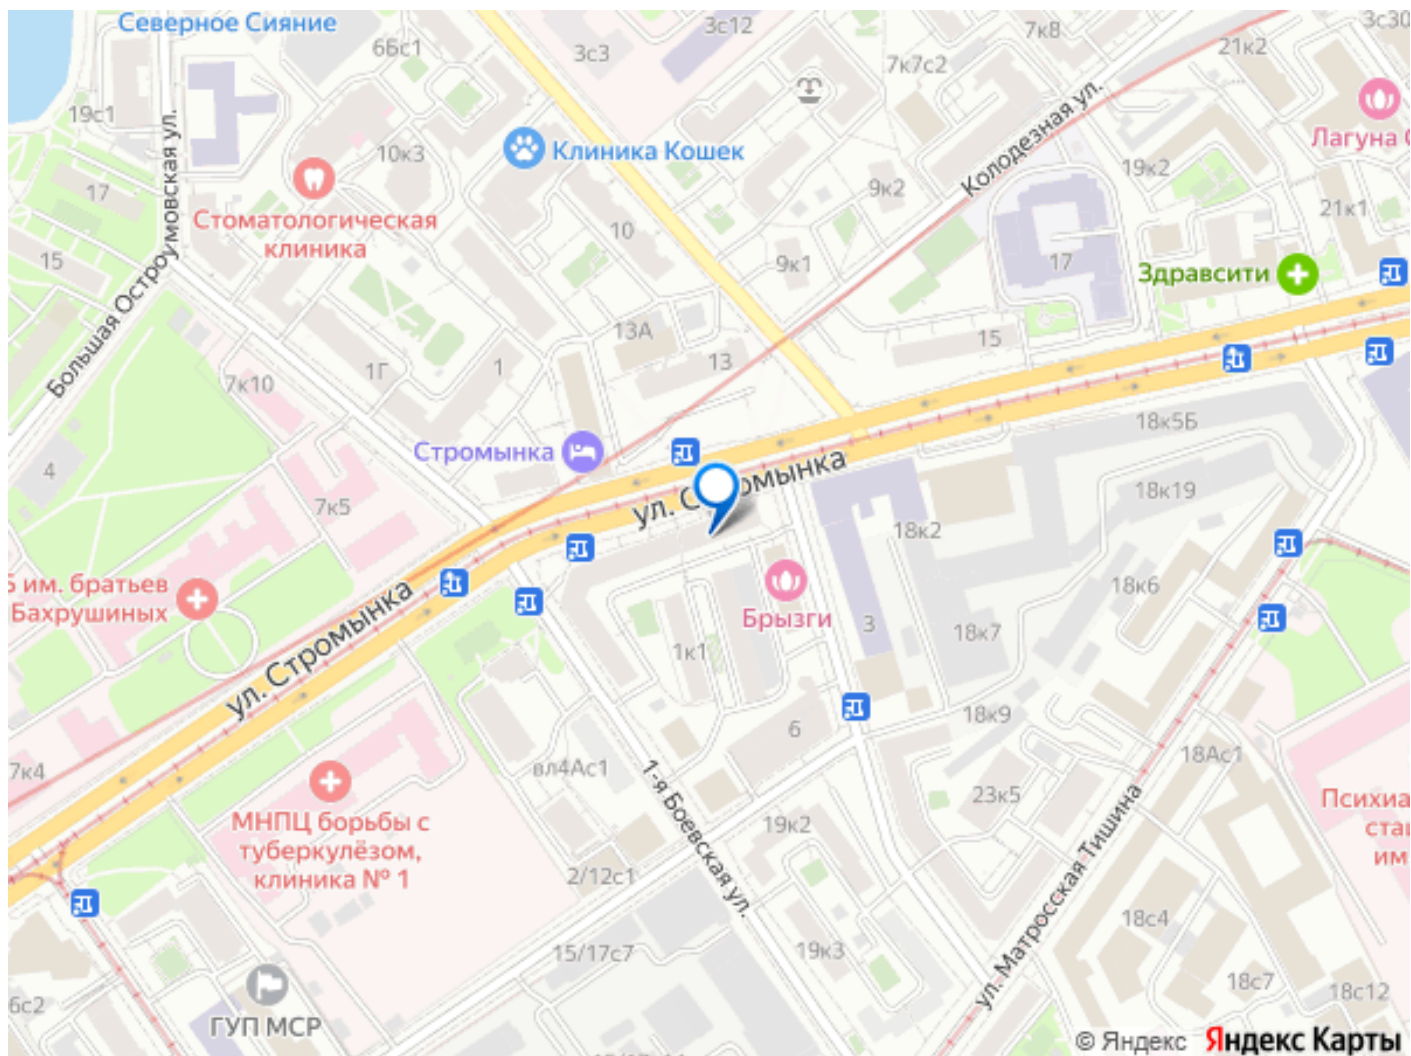 Северное Сияние
6Бс1
3с3
3с12
7к8
7к7с2
21к2
3с30
19с1
10к3
Клиника Кошек
Колодезная ул.
Лагуна С
19к2
17
Стоматологическая
клиника
10
9к2
21к1
15
Большая Остроумовская ул.
9к1
17
Здравсити
13А
13
15
1Г
1
7к10
18к5Б
Стромынка
ул. Стромынка
4
7к5
18к19
18к2
Б им. братьев
Бахрушиных
Брызги
3
18к6
18к7
ул. Стромынка
1к1
18к9
6
7к4
вл4Ас1
18Ас1
1-я Боевская ул.
23к5
МНПЦ борьбы с
туберкулёзом,
клиника № 1
19к2
Психиа
ста
им
2/12с1
ул. Матросская Тишина
18с4
15/17с7
19к3
18с7
18с12
6с2
ГУП МСР
© Яндекс Яндекс Карты